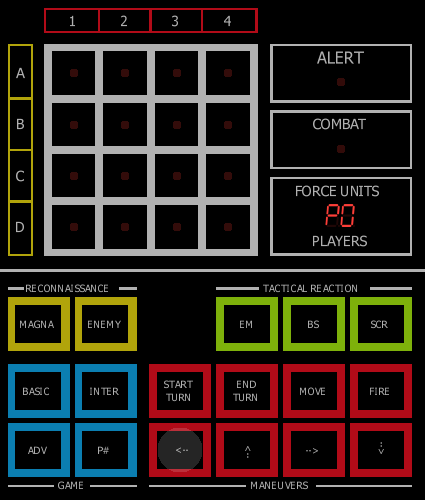 1 2 3 4
A
B
C
D
ALERT
COMBAT
FORCE UNITS
P0
PLAYERS
RECONNAISSANCE
TACTICAL REACTION
MAGNA ENEMY EM BS SCR
BASIC INTER START TURN END TURN MOVE FIRE
ADV P# <-- ^ --> v
GAME MANEUVERS